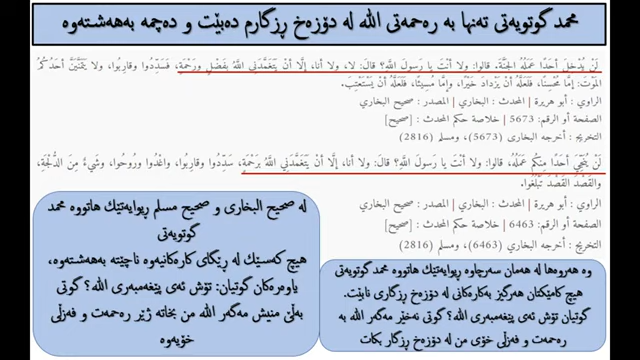 محمد گوتویەتی تەنها بە رەحمەتی الله لە دۆزەخ ڕزگارم دەبێت و دەچمە بەهەشتەوە
لَنْ يُدْخِلَ أحَدًا عَمَلُهُ الجَنَّةَ. قالوا: ولا أنْتَ يا رَسولَ اللَّهِ؟ قالَ: لا، ولا أنا، إلَّا أنْ يَتَغَمَّدَنِي اللَّهُ بفَضْلٍ ورَحْمَةٍ، فَسَدِّدُوا وقارِبُوا، ولا يَتَمَنَّيَنَّ أحَدُكُمُ
المَوْتَ: إمَّا مُحْسِنًا، فَلَعَلَّهُ أنْ يَزْدادَ خَيْرًا، وإمَّا مُسِيئًا، فَلَعَلَّهُ أنْ يَسْتَعْتِبَ.
الراوي : أبو هريرة | المحدث : البخاري | المصدر : صحيح البخاري
الصفحة أو الرقم: 5673 | خلاصة حكم المحدث : [صحيح]
التخريج : أخرجه البخاري (5673)، ومسلم (2816)
لَنْ يُنَجِّيَ أحَدًا مِنكُم عَمَلُهُ، قالوا: ولا أنْتَ يا رَسولَ اللَّهِ؟ قالَ: ولا أنا، إلَّا أنْ يَتَغَمَّدَنِي اللَّهُ برَحْمَةٍ، سَدِّدُوا وقارِبُوا، واغْدُوا ورُوحُوا، وشيءٌ مِنَ الدُّلْجَةِ،
والقَصْدَ القَصْدَ تَبْلُغُوا.
الراوي : أبو هريرة | المحدث : البخاري | المصدر : صحيح البخاري
الصفحة أو الرقم: 6463 | خلاصة حكم المحدث : [صحيح]
التخريج : أخرجه البخاري (6463)، ومسلم (2816)
لە صحیح البخاری و صحیح مسلم ڕیوایەتێك هاتووە محمد
گوتویەتی
هیچ کەسێك لە ڕێگای کارەکانیەوە ناچێتە بەهەشتەوە،
یاوەرەکان گوتیان: تۆش ئەی پێغەمبەری الله؟ گوتی
بەڵێ منیش مەگەر الله من بخاتە ژێر رەحمەت و فەزڵی
خۆیەوە
وە هەروەها لە هەمان سەرچاوە ڕیوایەتێك هاتووە محمد گوتویەتی
هیچ کامێکتان هەرگیز بەکارەکانی لە دۆزەخ ڕزگاری نابێت.
گوتیان تۆش ئەی پێغەمبەری الله؟ گوتی نەخێر مەگەر الله بە
رەحمەت و فەزڵی خۆی من لە دۆزەخ ڕزگار بکات